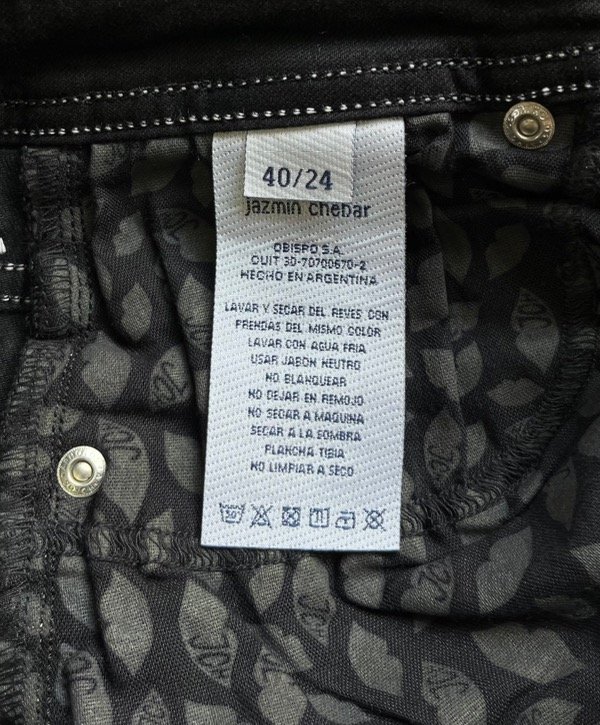 40/24
jazmin chebar
OBISPO S.A.
CUIT 30-70700670-2
HECHO EN ARGENTINA
LAVAR Y SECAR DEL REVES CON
PRENDAS DEL MISMO COLOR
LAVAR CON AGUA FRIA
USAR JABON NEUTRO
NO BLANQUEAR
NO DEJAR EN REMOJO
NO SECAR A MAQUINA
SECAR A LA SOMBRA
PLANCHA TIBIA
NO LIMPIAR A SECO